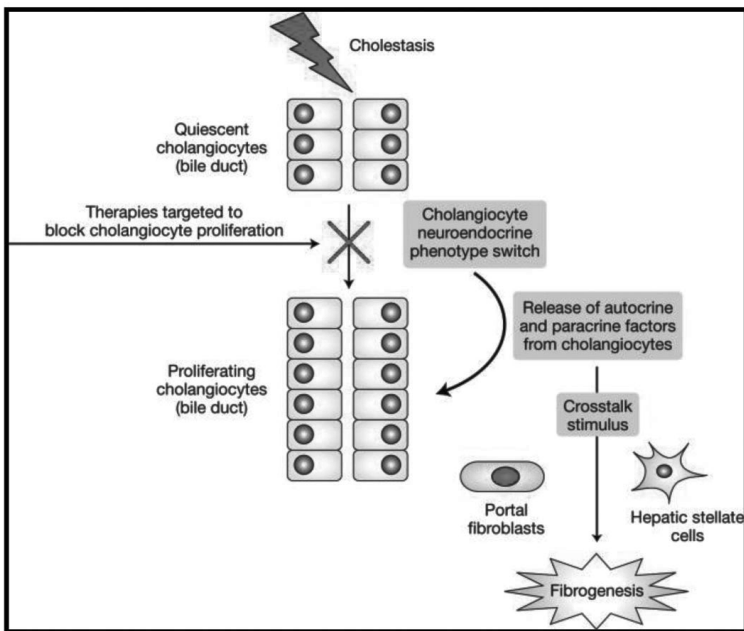 Cholestasis
Quiescent
cholangiocytes
(bile duct)
Therapies targeted to
block cholangiocyte proliferation
Cholangiocyte
neuroendocrine
phenotype switch
Release of autocrine
and paracrine factors
from cholangiocytes
Proliferating
cholangiocytes
(bile duct)
Crosstalk
stimulus
Portal
fibroblasts
Hepatic stellate
cells
Fibrogenesis